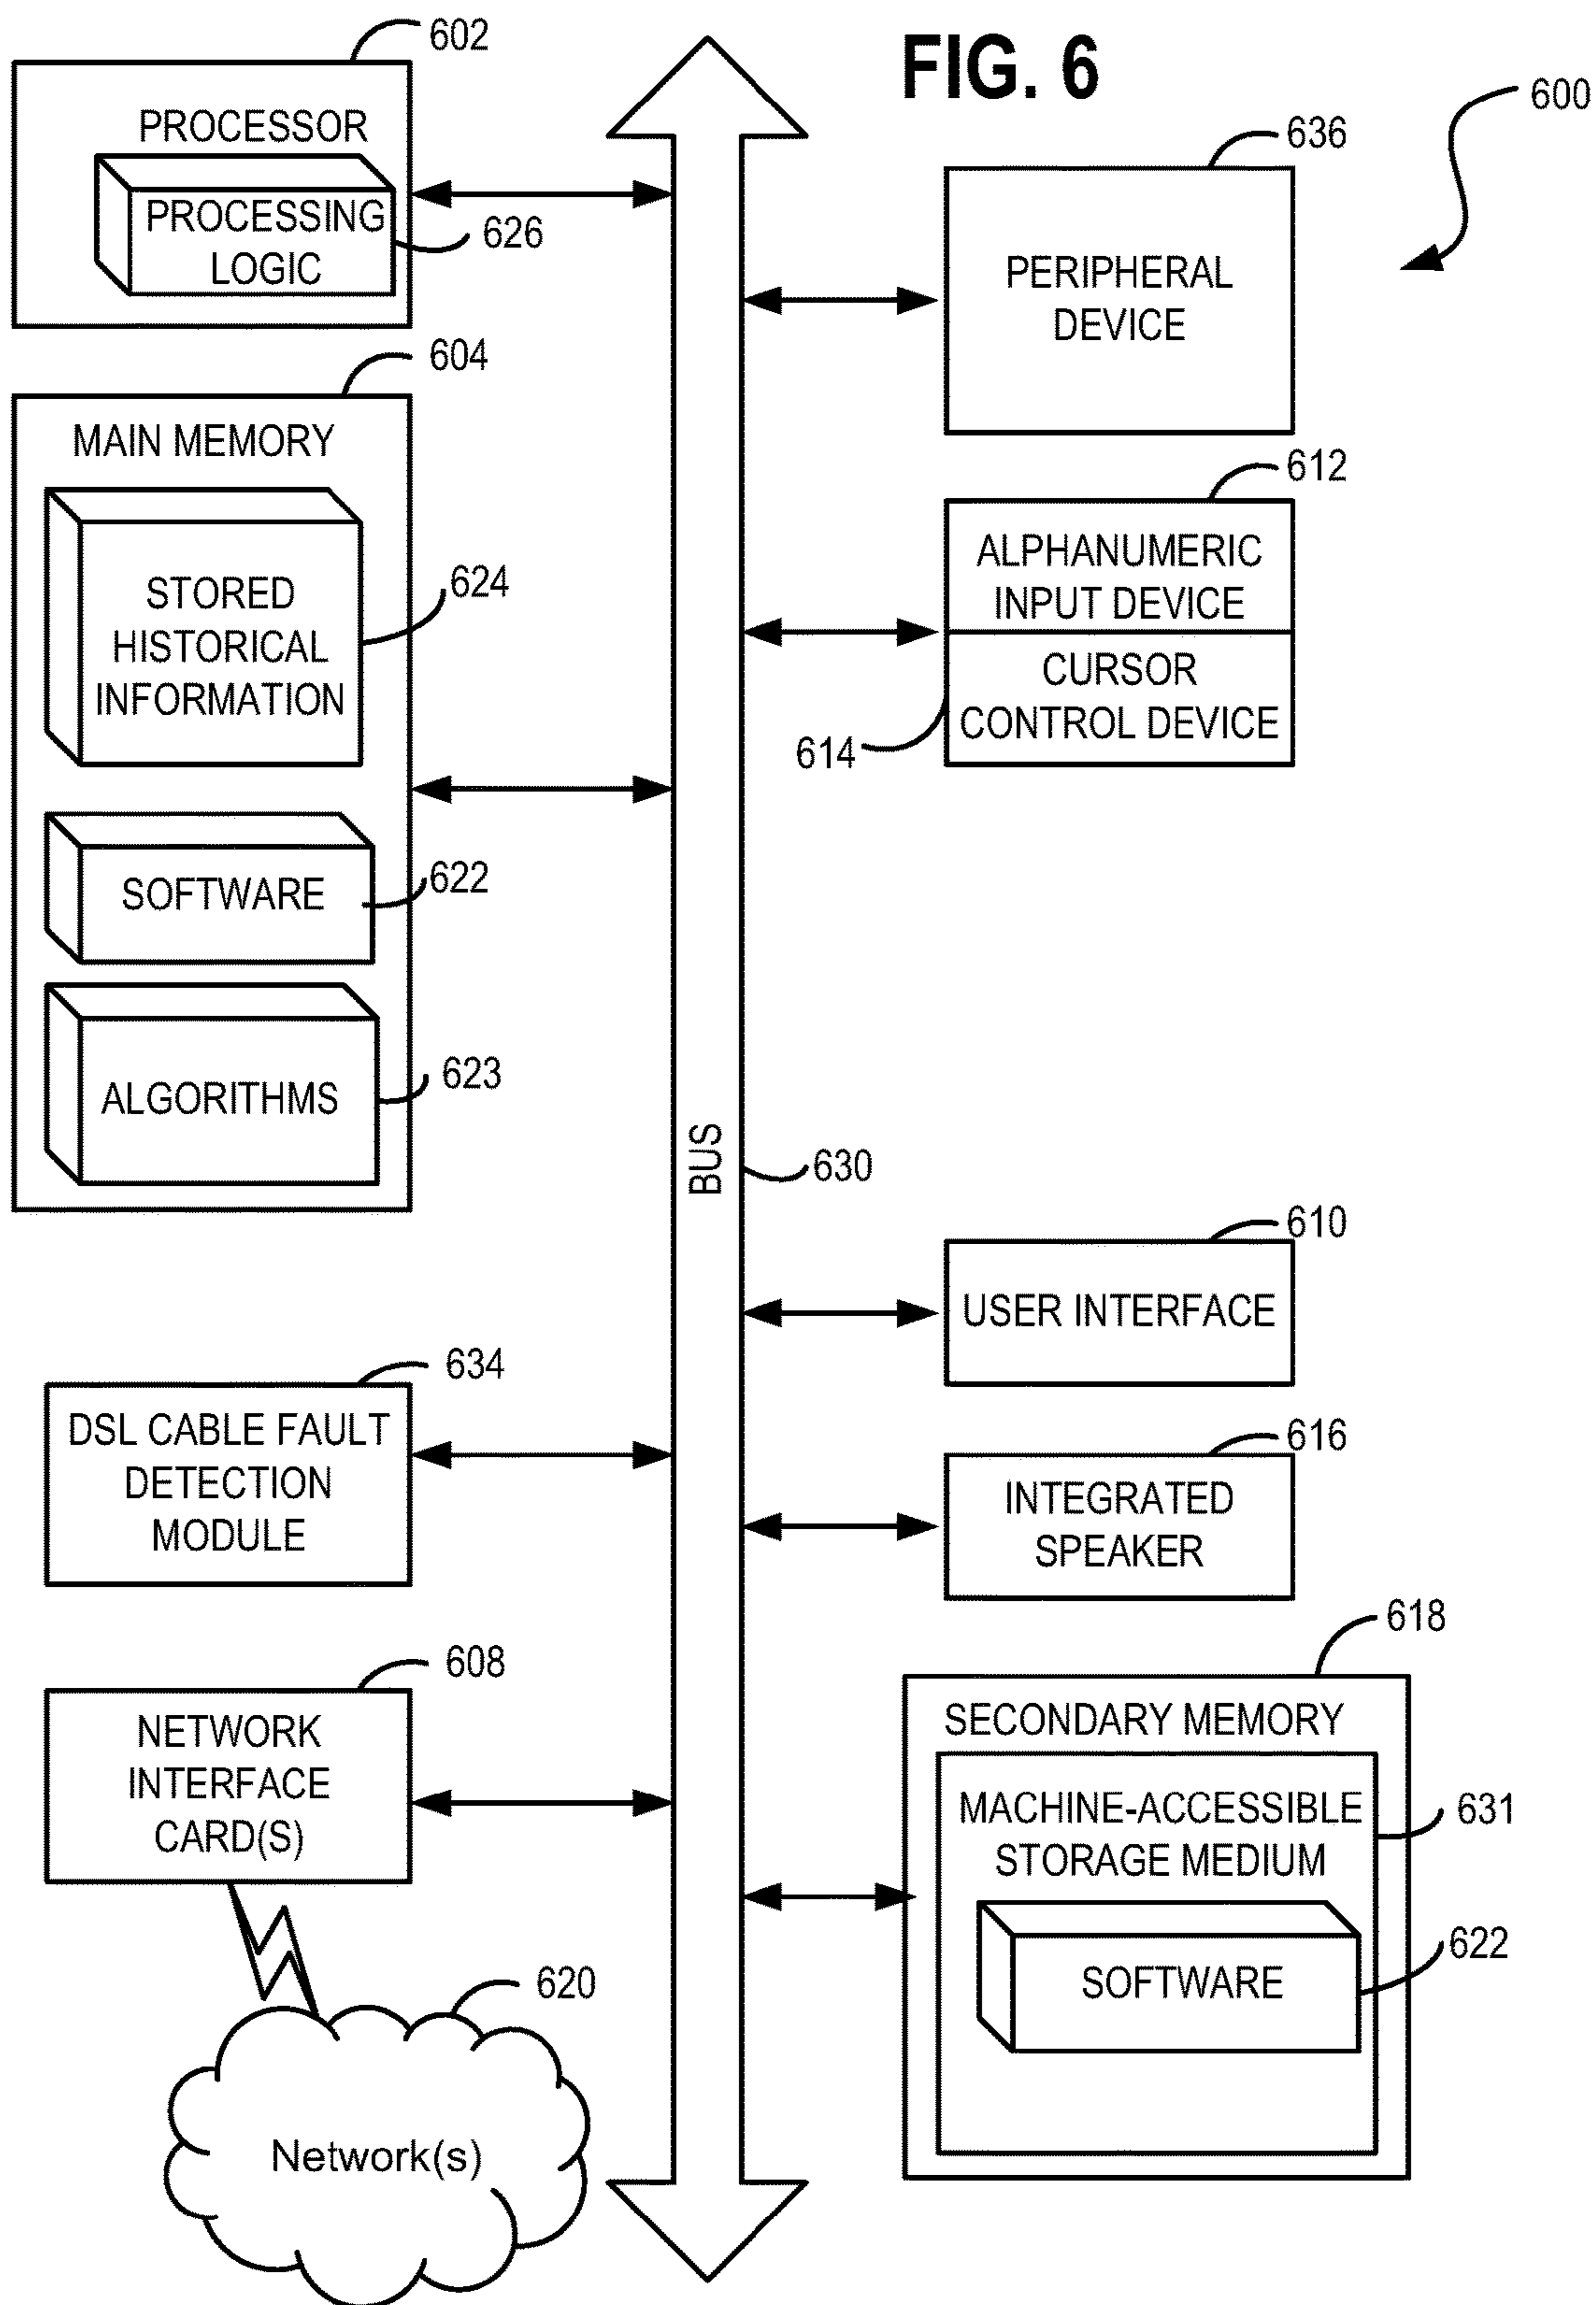 FIG. 6
600
602
PROCESSOR
PROCESSING
LOGIC
626
604
MAIN MEMORY
STORED
HISTORICAL
INFORMATION
624
SOFTWARE
622
ALGORITHMS
623
634
DSL CABLE FAULT
DETECTION
MODULE
608
NETWORK
INTERFACE
CARD(S)
620
Network(s)
BUS
630
636
PERIPHERAL
DEVICE
612
ALPHANUMERIC
INPUT DEVICE
CURSOR
CONTROL DEVICE
614
610
USER INTERFACE
616
INTEGRATED
SPEAKER
618
SECONDARY MEMORY
MACHINE-ACCESSIBLE
STORAGE MEDIUM
631
SOFTWARE
622